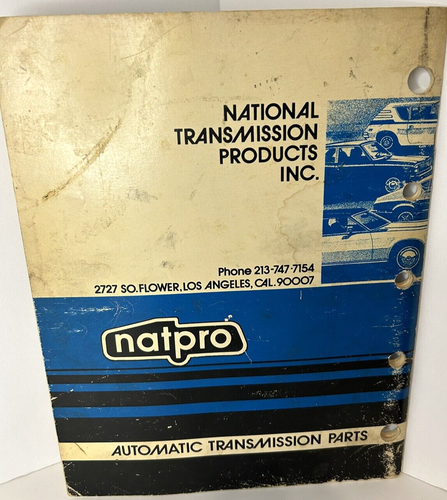 NATIONAL
TRANSMISSION
PRODUCTS
INC.
Phone 213-747-7154
2727 SO. FLOWER, LOS ANGELES, CAL. 90007
natpro
AUTOMATIC TRANSMISSION PARTS